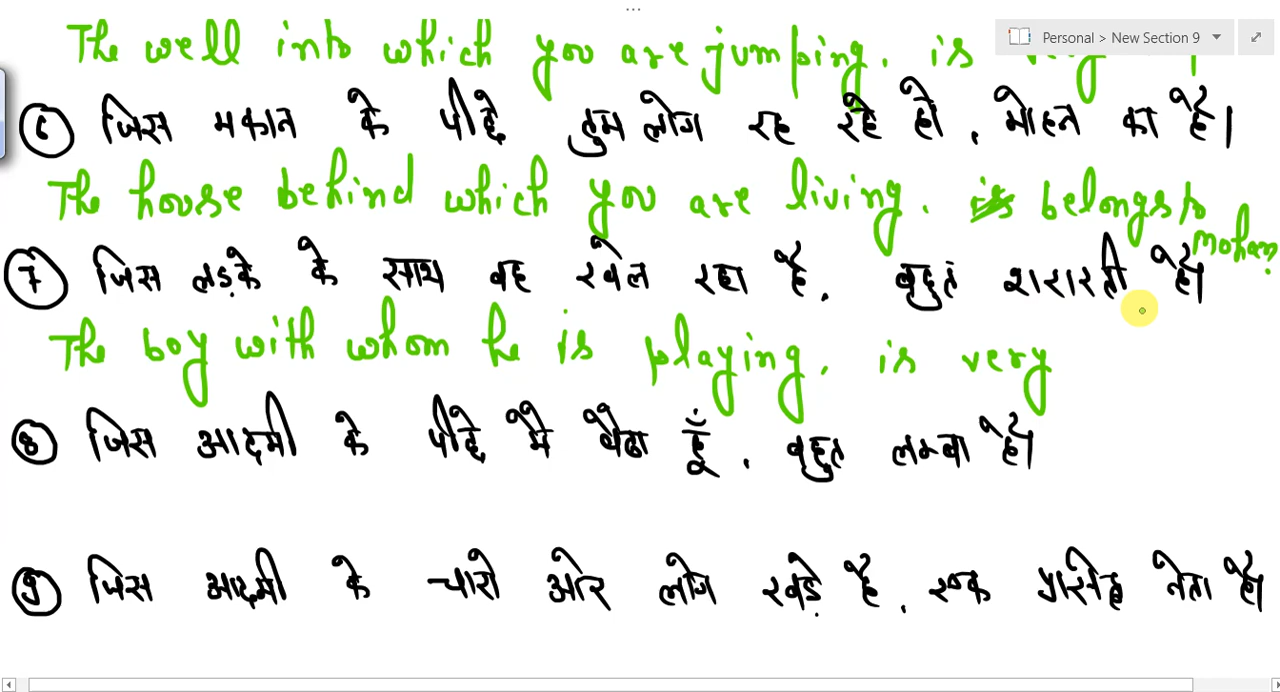 ...
Personal > New Section 9
The well into which you are jumping. is
6 जिस मकान के पीछे तुम लोग रह रहे हो, मोहन का है।
The house behind which you are living. is belongs to
mohan.
7 जिस लड़के के साथ वह खेल रहा है, बहुत शरारती है।
The boy with whom he is playing. is very
8 जिस आदमी के पीछे मै बैठा हूँ, बहुत लम्बा है।
9 जिस आदमी के चारो ओर लोग खड़े है, एक प्रसिद्ध नेता है।